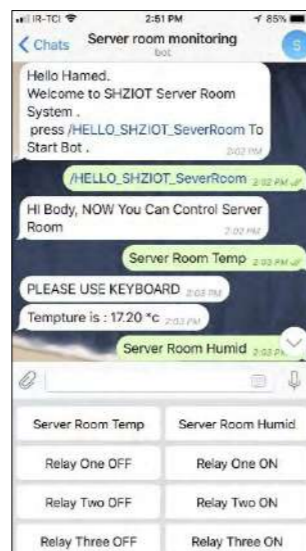 IR-TCI 2:51 PM 85%
Chats Server room monitoring S
bot
Hello Hamed.
Welcome to SHZIOT Server Room
System .
press /HELLO_SHZIOT_SeverRoom To
Start Bot .
2:02 PM
/HELLO_SHZIOT_SeverRoom 2:02 PM
HI Body, NOW You Can Control Server
Room 2:02 PM
Server Room Temp 2:03 PM
PLEASE USE KEYBOARD 2:03 PM
Tempture is : 17.20 *c 2:03 PM
Server Room Humid 2:03 PM
Server Room Temp Server Room Humid
Relay One OFF Relay One ON
Relay Two OFF Relay Two ON
Relay Three OFF Relay Three ON